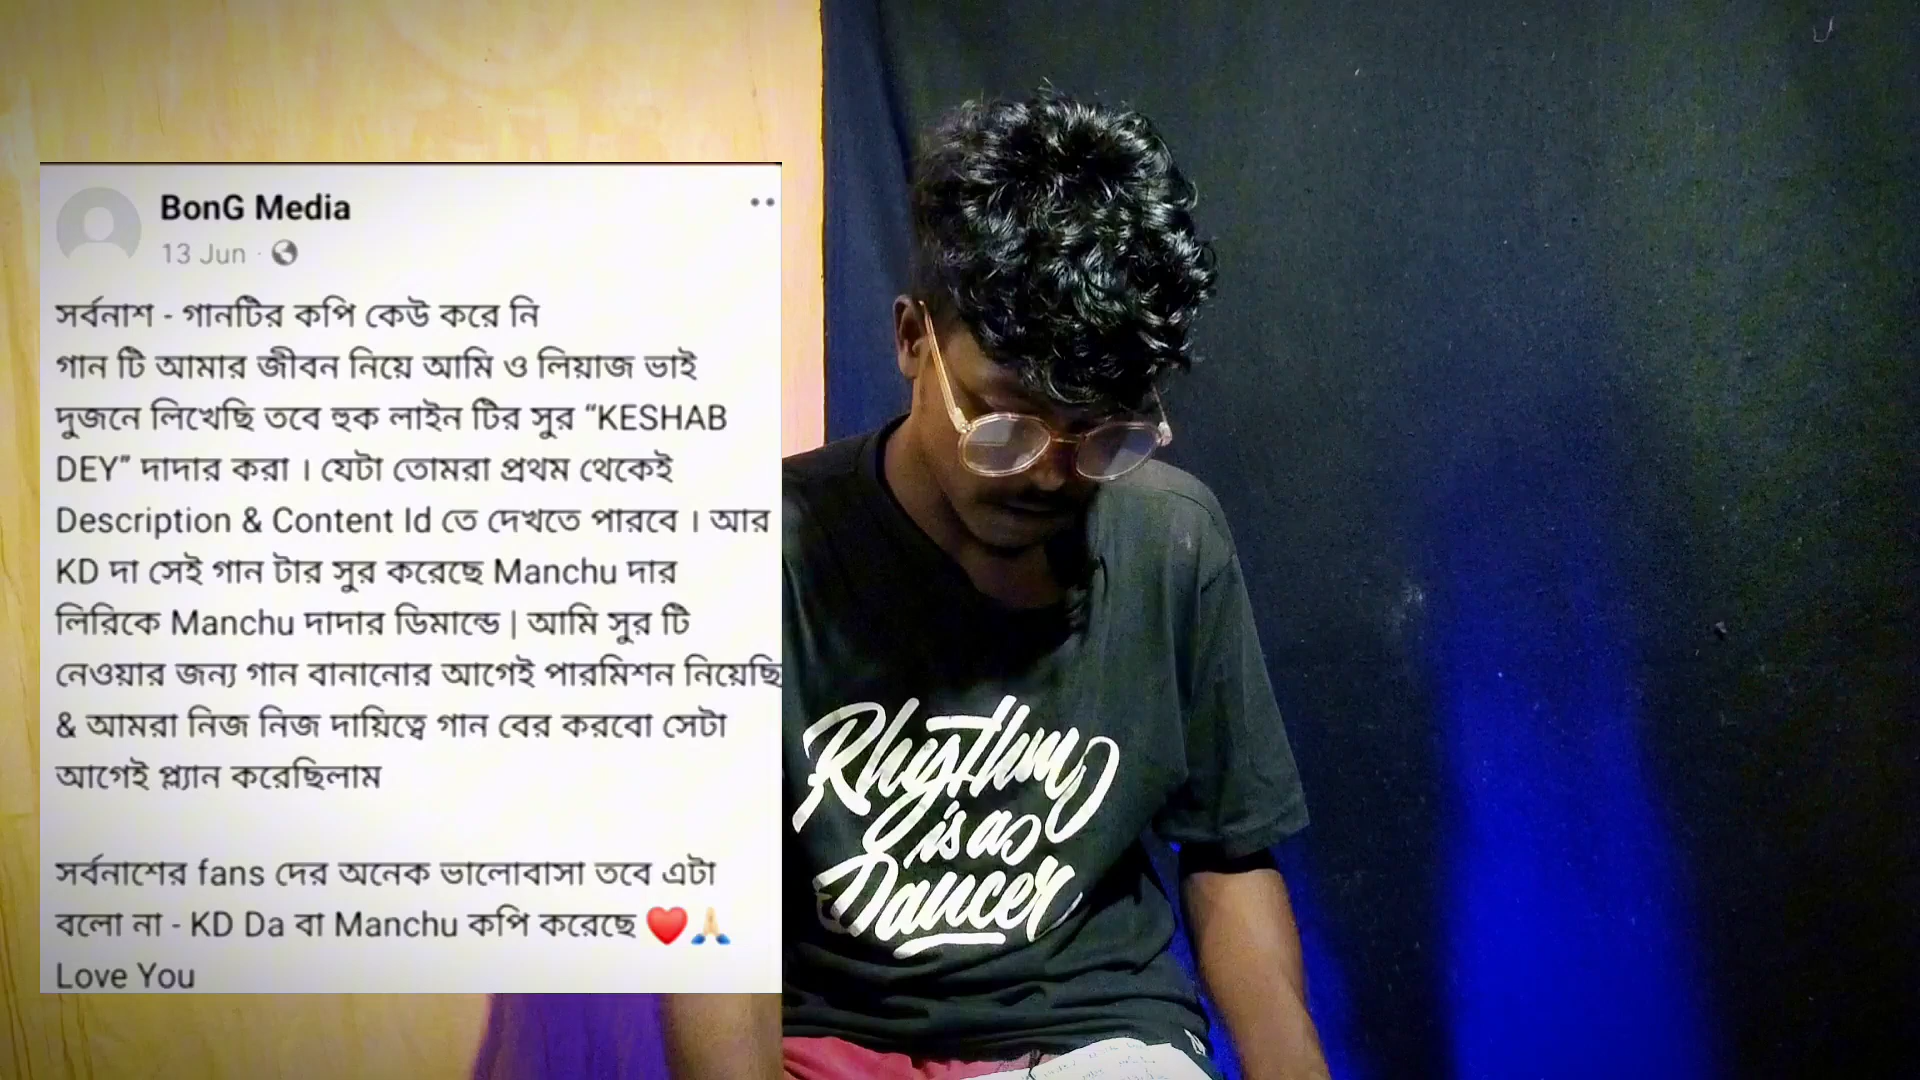 BonG Media
13 Jun ·
সর্বনাশ - গানটির কপি কেউ করে নি
গান টি আমার জীবন নিয়ে আমি ও লিয়াজ ভাই
দুজনে লিখেছি তবে হুক লাইন টির সুর “KESHAB
DEY” দাদার করা । যেটা তোমরা প্রথম থেকেই
Description & Content Id তে দেখতে পারবে । আর
KD দা সেই গান টার সুর করেছে Manchu দার
লিরিকে Manchu দাদার ডিমান্ডে | আমি সুর টি
নেওয়ার জন্য গান বানানোর আগেই পারমিশন নিয়েছি
& আমরা নিজ নিজ দায়িত্বে গান বের করবো সেটা
আগেই প্ল্যান করেছিলাম
সর্বনাশের fans দের অনেক ভালোবাসা তবে এটা
বলো না - KD Da বা Manchu কপি করেছে ❤️🙏🏻
Love You
Rhythm
is a
Dancer